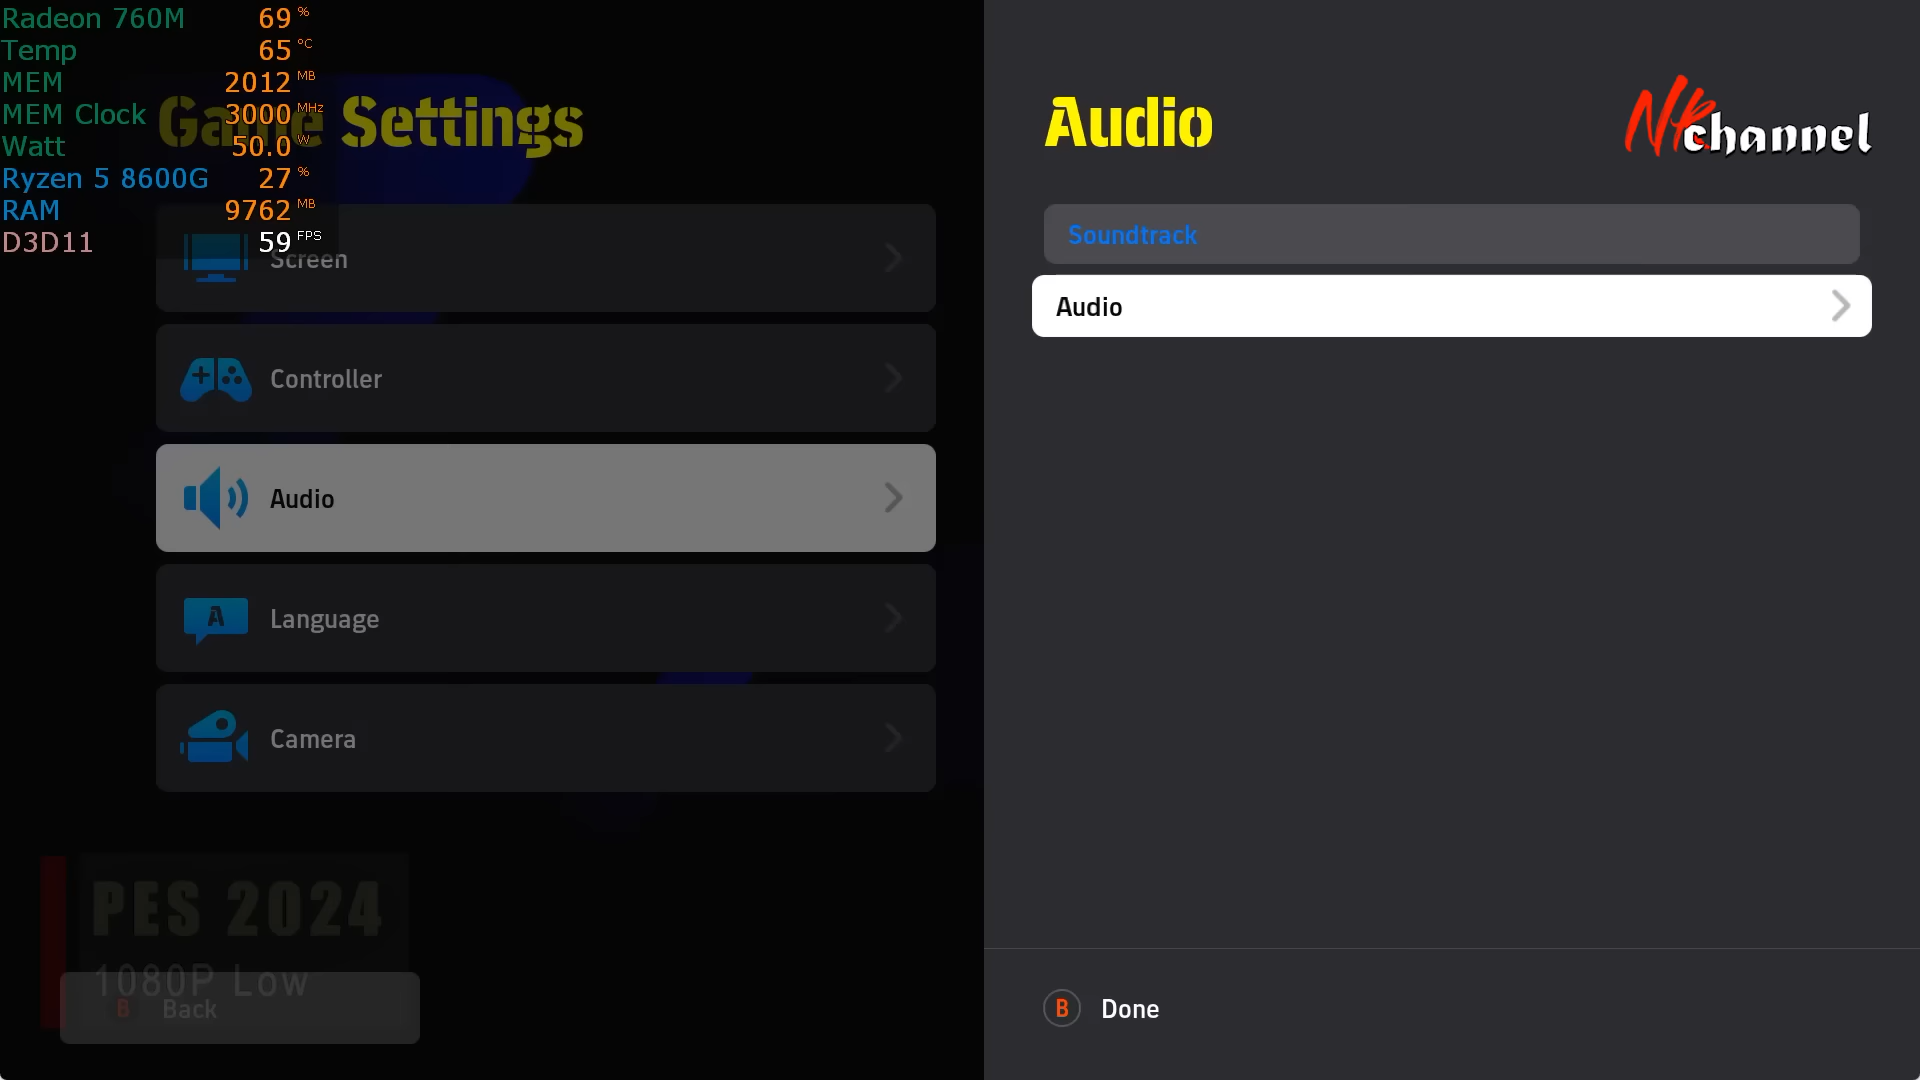 Radeon 760M 69 %
Temp 65 °C
MEM 2012 MB
MEM Clock 3000 MHz
Watt 50.0 W
Ryzen 5 8600G 27 %
RAM 9762 MB
D3D11 59 FPS
Game Settings
Screen
Controller
Audio
A Language
Camera
PES 2024
1080P Low
B Back
Audio
NK channel
Soundtrack
Audio
B Done